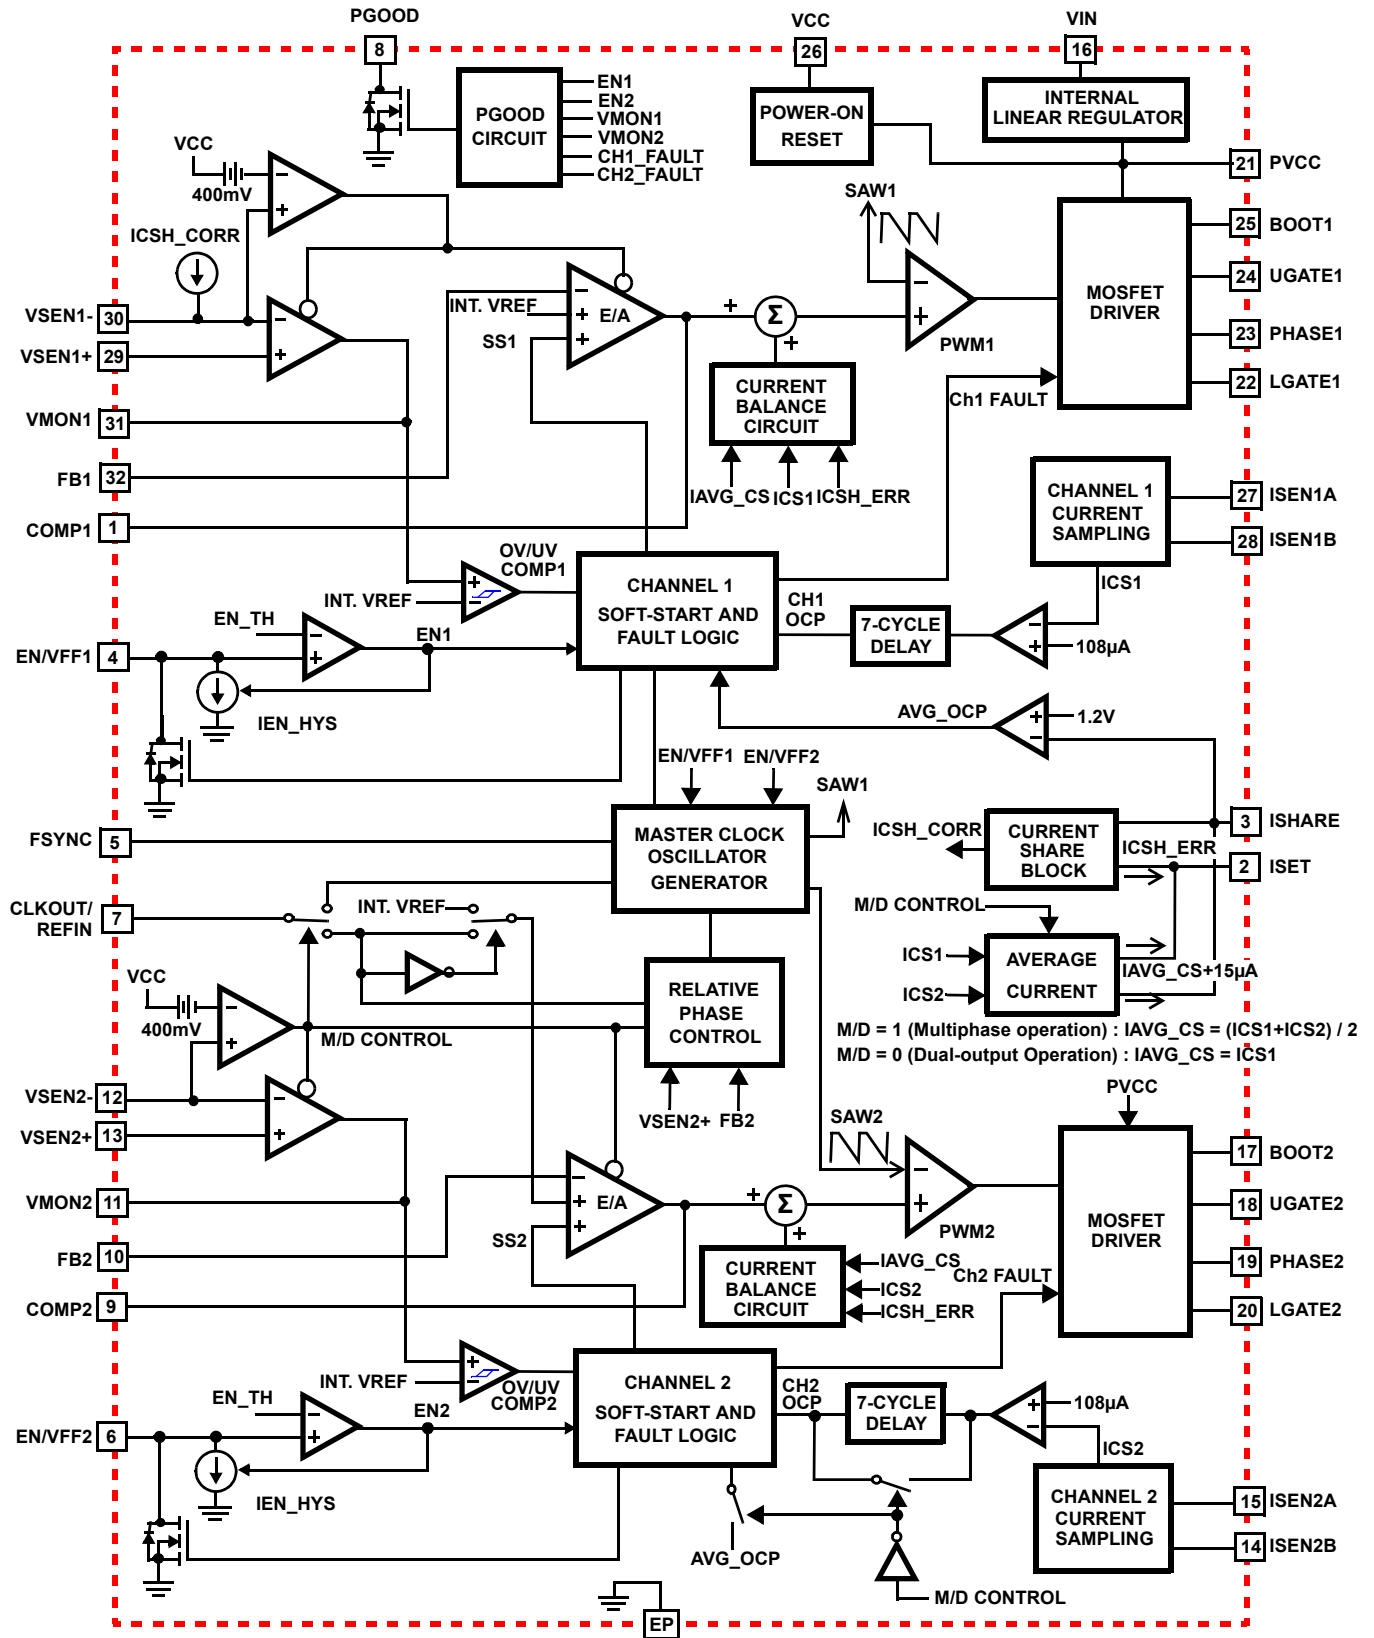 PGOOD
8
VCC
26
VIN
16
PGOOD
CIRCUIT
EN1
EN2
VMON1
VMON2
CH1_FAULT
CH2_FAULT
POWER-ON
RESET
INTERNAL
LINEAR REGULATOR
21 PVCC
VCC
400mV
−
+
ICSH_CORR
SAW1
25 BOOT1
24 UGATE1
23 PHASE1
22 LGATE1
MOSFET
DRIVER
VSEN1- 30
VSEN1+ 29
−
+
INT. VREF
SS1
−
+
+
E/A
+
Σ
+
−
+
PWM1
CURRENT
BALANCE
CIRCUIT
Ch1 FAULT
VMON1 31
FB1 32
COMP1 1
IAVG_CS
ICS1
ICSH_ERR
CHANNEL 1
CURRENT
SAMPLING
27 ISEN1A
28 ISEN1B
ICS1
OV/UV
COMP1
INT. VREF
+
−
CHANNEL 1
SOFT-START AND
FAULT LOGIC
CH1
OCP
7-CYCLE
DELAY
−
+
108µA
EN_TH
−
+
EN1
EN/VFF1 4
IEN_HYS
AVG_OCP
+
−
1.2V
EN/VFF1 EN/VFF2
SAW1
FSYNC 5
MASTER CLOCK
OSCILLATOR
GENERATOR
ICSH_CORR
CURRENT
SHARE
BLOCK
ICSH_ERR
3 ISHARE
2 ISET
CLKOUT/
REFIN
7
INT. VREF
M/D CONTROL
ICS1
ICS2
AVERAGE
CURRENT
IAVG_CS+15µA
VCC
400mV
−
+
M/D CONTROL
RELATIVE
PHASE
CONTROL
M/D = 1 (Multiphase operation) : IAVG_CS = (ICS1+ICS2) / 2
M/D = 0 (Dual-output Operation) : IAVG_CS = ICS1
VSEN2- 12
VSEN2+ 13
−
+
VSEN2+ FB2
PVCC
SAW2
MOSFET
DRIVER
17 BOOT2
18 UGATE2
19 PHASE2
20 LGATE2
VMON2 11
FB2 10
COMP2 9
−
+
+
E/A
SS2
+
Σ
+
−
+
PWM2
CURRENT
BALANCE
CIRCUIT
IAVG_CS
ICS2
ICSH_ERR
Ch2 FAULT
INT. VREF
+
−
OV/UV
COMP2
CHANNEL 2
SOFT-START AND
FAULT LOGIC
CH2
OCP
7-CYCLE
DELAY
+
−
108µA
ICS2
EN_TH
−
+
EN2
EN/VFF2 6
IEN_HYS
CHANNEL 2
CURRENT
SAMPLING
15 ISEN2A
14 ISEN2B
AVG_OCP
M/D CONTROL
EP